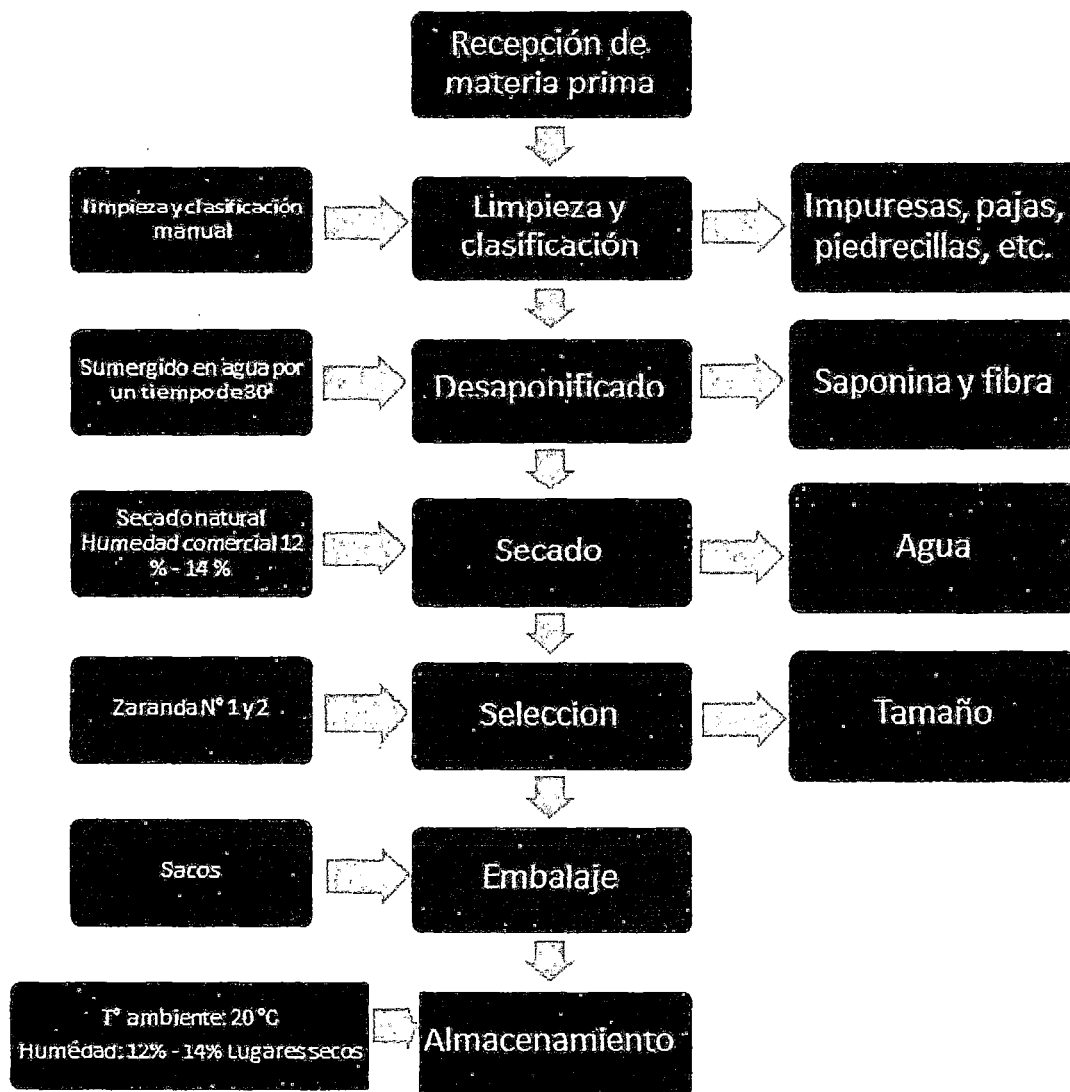 Recepción de
materia prima
Limpieza y clasificación
manual
Limpieza y
clasificación
Impuresas, pajas,
piedrecillas, etc.
Sumergido en agua por
un tiempo de 30'
Desaponificado
Saponina y fibra
Secado natural
Humedad comercial 12
% - 14 %
Secado
Agua
Zaranda N° 1 y 2
Seleccion
Tamaño
Sacos
Embalaje
T° ambiente: 20 °C
Humedad: 12% - 14% Lugares secos
Almacenamiento